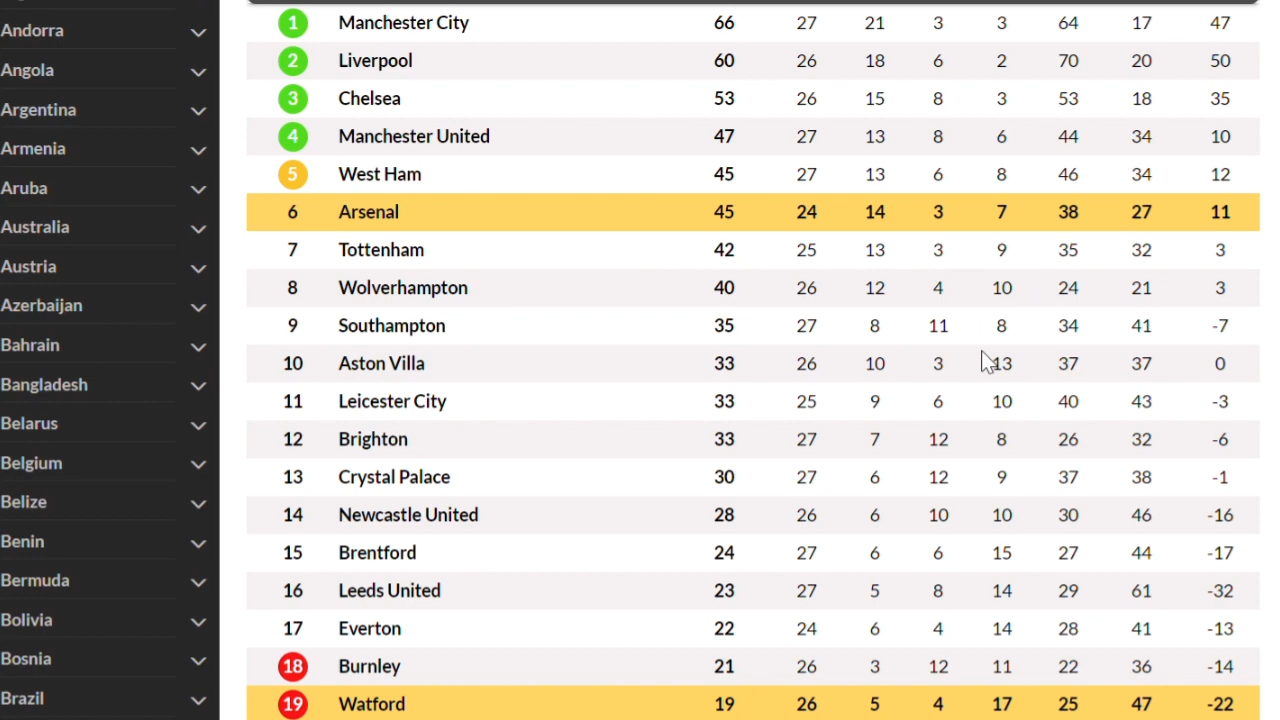 Andorra
Angola
Argentina
Armenia
Aruba
Australia
Austria
Azerbaijan
Bahrain
Bangladesh
Belarus
Belgium
Belize
Benin
Bermuda
Bolivia
Bosnia
Brazil
1 Manchester City 66 27 21 3 3 64 17 47
2 Liverpool 60 26 18 6 2 70 20 50
3 Chelsea 53 26 15 8 3 53 18 35
4 Manchester United 47 27 13 8 6 44 34 10
5 West Ham 45 27 13 6 8 46 34 12
6 Arsenal 45 24 14 3 7 38 27 11
7 Tottenham 42 25 13 3 9 35 32 3
8 Wolverhampton 40 26 12 4 10 24 21 3
9 Southampton 35 27 8 11 8 34 41 -7
10 Aston Villa 33 26 10 3 13 37 37 0
11 Leicester City 33 25 9 6 10 40 43 -3
12 Brighton 33 27 7 12 8 26 32 -6
13 Crystal Palace 30 27 6 12 9 37 38 -1
14 Newcastle United 28 26 6 10 10 30 46 -16
15 Brentford 24 27 6 6 15 27 44 -17
16 Leeds United 23 27 5 8 14 29 61 -32
17 Everton 22 24 6 4 14 28 41 -13
18 Burnley 21 26 3 12 11 22 36 -14
19 Watford 19 26 5 4 17 25 47 -22